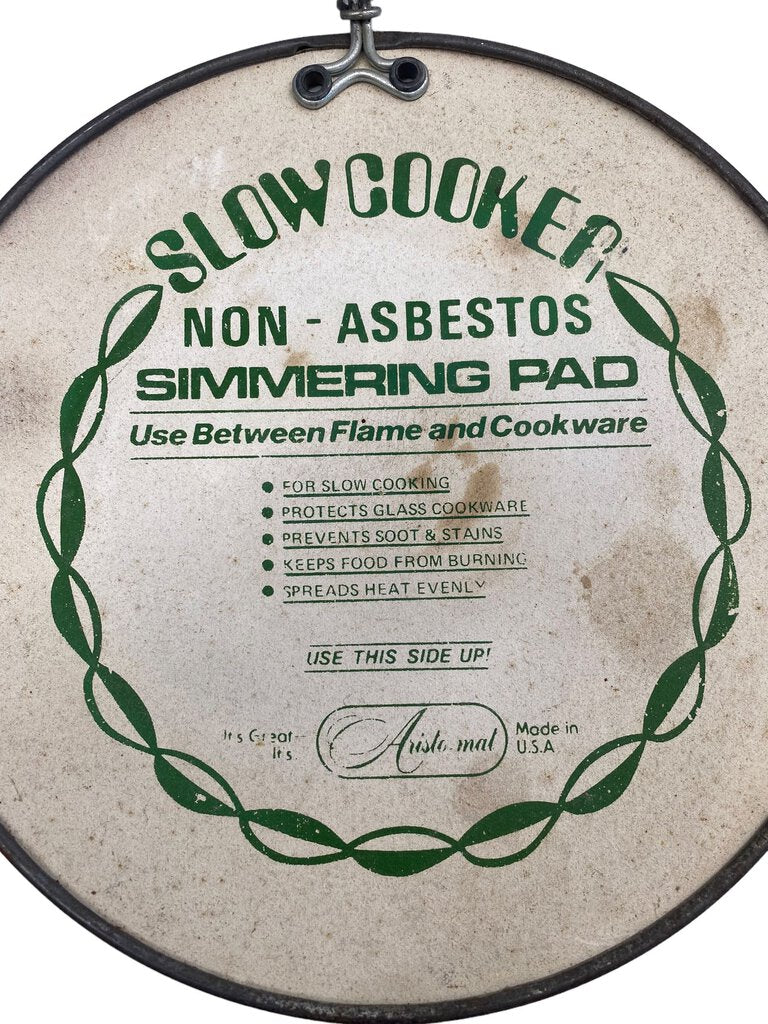 SLOW COOKER
NON - ASBESTOS
SIMMERING PAD
Use Between Flame and Cookware
● FOR SLOW COOKING
● PROTECTS GLASS COOKWARE
● PREVENTS SOOT & STAINS
● KEEPS FOOD FROM BURNING
● SPREADS HEAT EVENLY
USE THIS SIDE UP!
It's Great—
It's
Aristo-mat
Made in
U.S.A